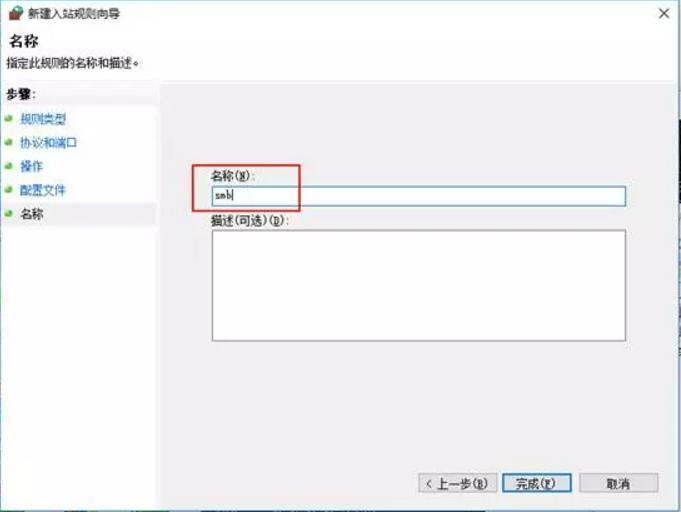 新建入站规则向导
名称
指定此规则的名称和描述。
步骤:
规则类型
协议和端口
操作
配置文件
名称
名称(N):
smb
描述(可选)(D):
< 上一步(B)
完成(F)
取消